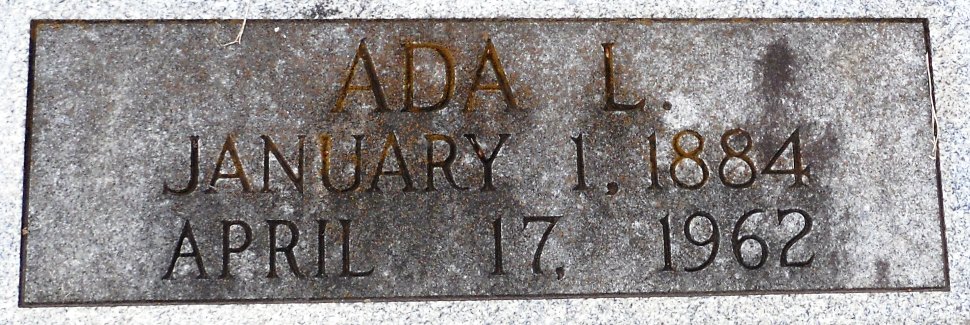 ADA L.
JANUARY 1, 1884
APRIL 17, 1962